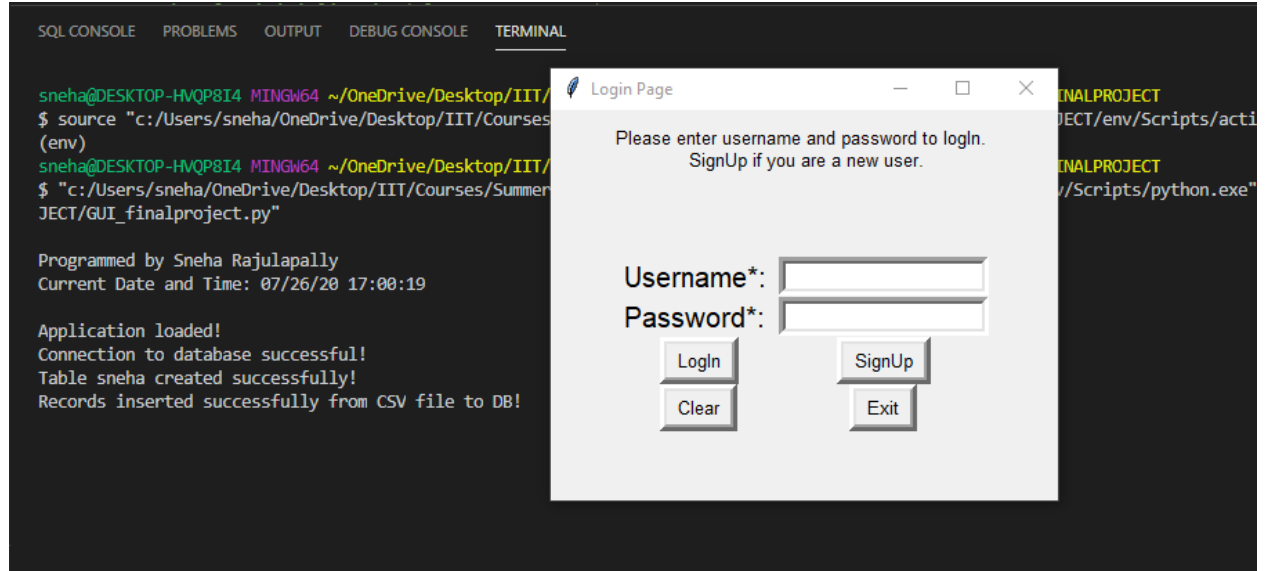 SQL CONSOLE PROBLEMS OUTPUT DEBUG CONSOLE TERMINAL
sneha@DESKTOP-HVQP8I4 MINGW64 ~/OneDrive/Desktop/IIT/
INALPROJECT
$ source "c:/Users/sneha/OneDrive/Desktop/IIT/Courses
JECT/env/Scripts/acti
(env)
sneha@DESKTOP-HVQP8I4 MINGW64 ~/OneDrive/Desktop/IIT/
INALPROJECT
$ "c:/Users/sneha/OneDrive/Desktop/IIT/Courses/Summer
/Scripts/python.exe"
JECT/GUI_finalproject.py"
Programmed by Sneha Rajulapally
Current Date and Time: 07/26/20 17:00:19
Application loaded!
Connection to database successful!
Table sneha created successfully!
Records inserted successfully from CSV file to DB!
Login Page
Please enter username and password to logIn.
SignUp if you are a new user.
Username*:
Password*:
LogIn SignUp
Clear Exit